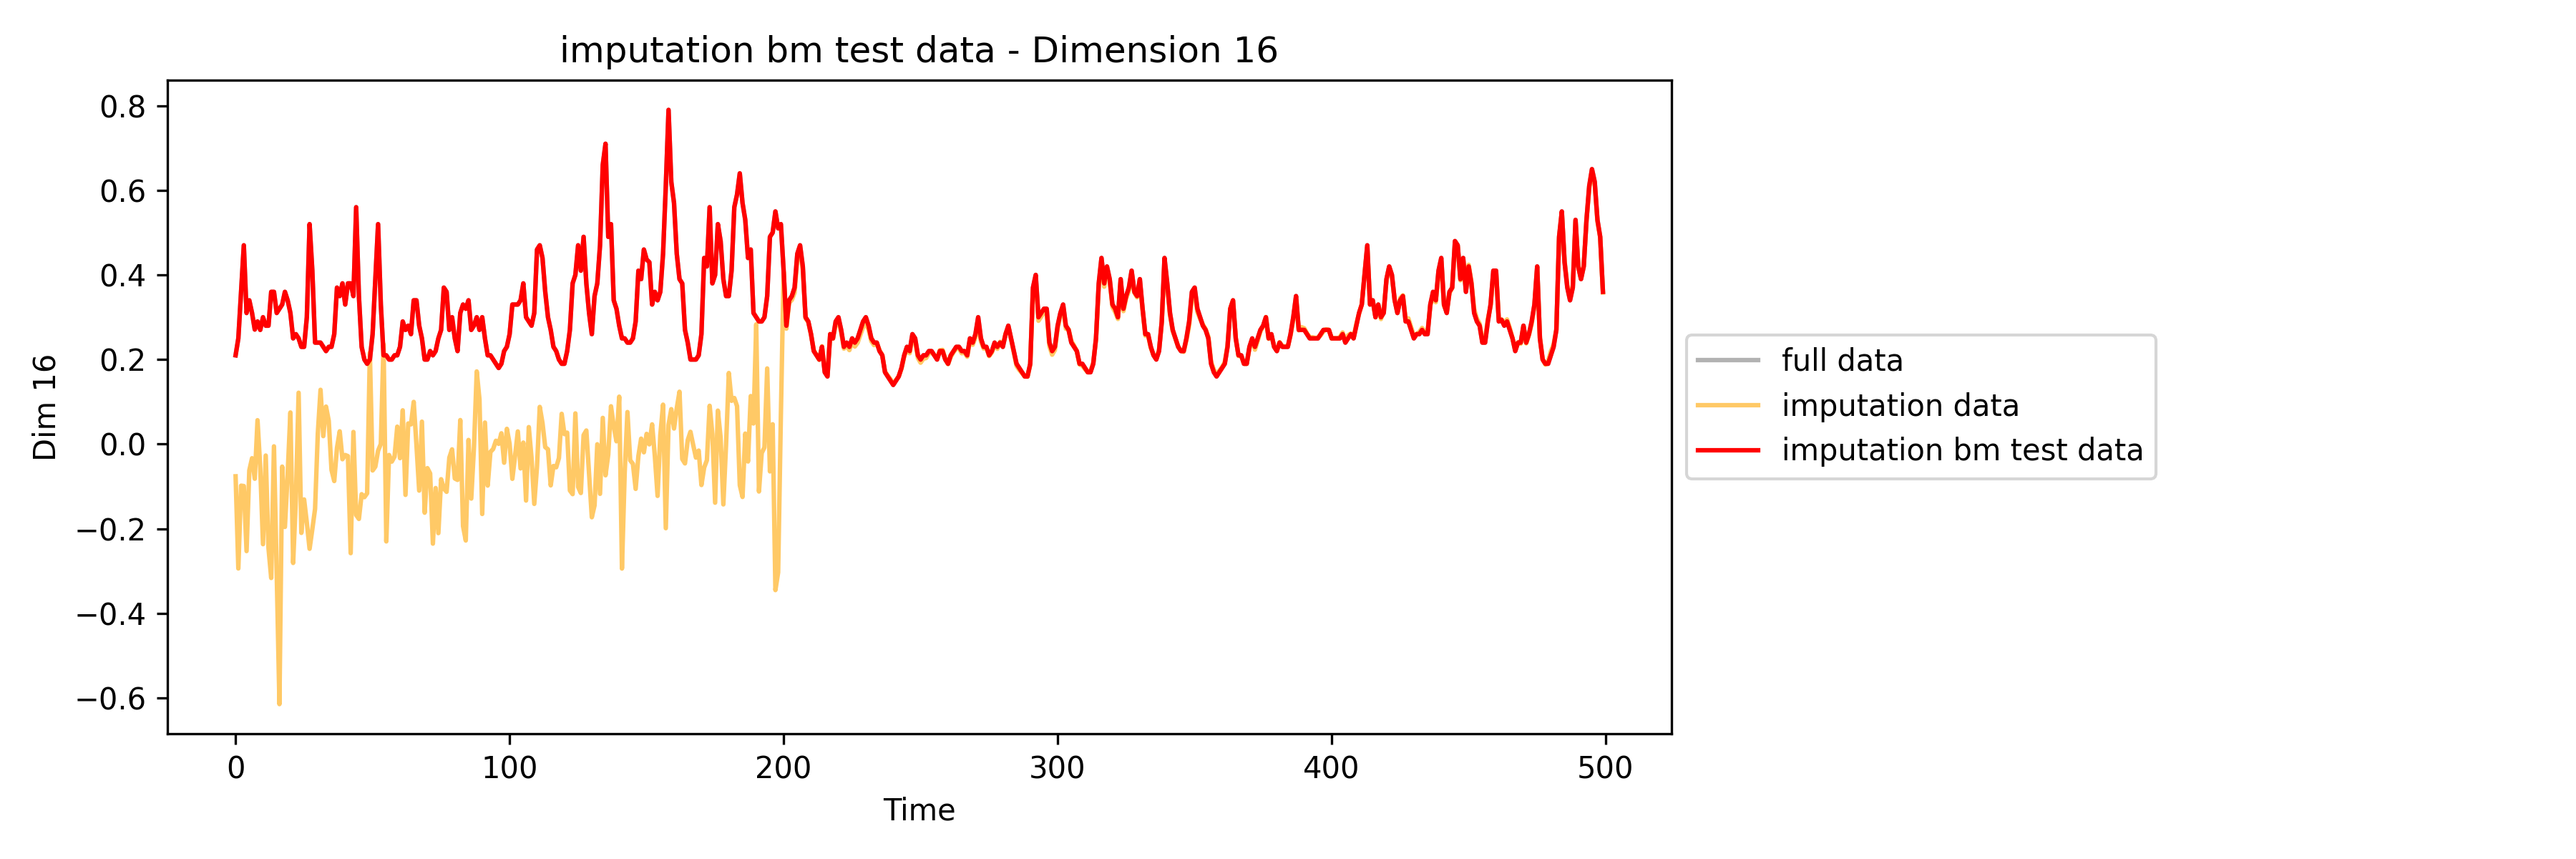 imputation bm test data - Dimension 16
0.8
0.6
0.4
0.2
0.0
−0.2
−0.4
−0.6
Dim 16
0 100 200 300 400 500
Time
full data
imputation data
imputation bm test data